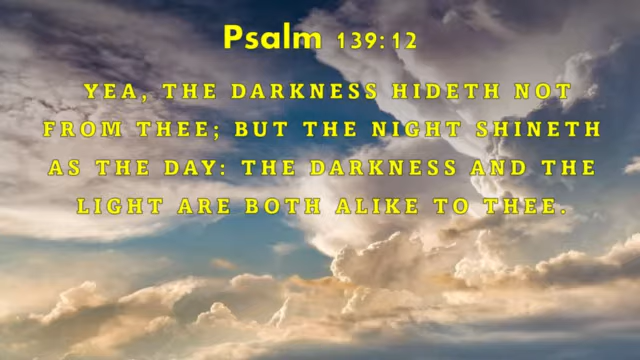 Psalm 139:12
YEA, THE DARKNESS HIDETH NOT
FROM THEE; BUT THE NIGHT SHINETH
AS THE DAY: THE DARKNESS AND THE
LIGHT ARE BOTH ALIKE TO THEE.